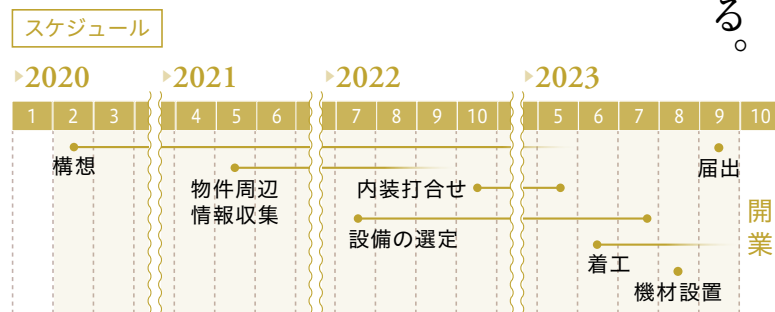 る。
スケジュール
2020 2021 2022 2023
1 2 3 4 5 6 7 8 9 10 5 6 7 8 9 10
構想
届出
物件周辺
情報収集
内装打合せ
設備の選定
着工
機材設置
開業